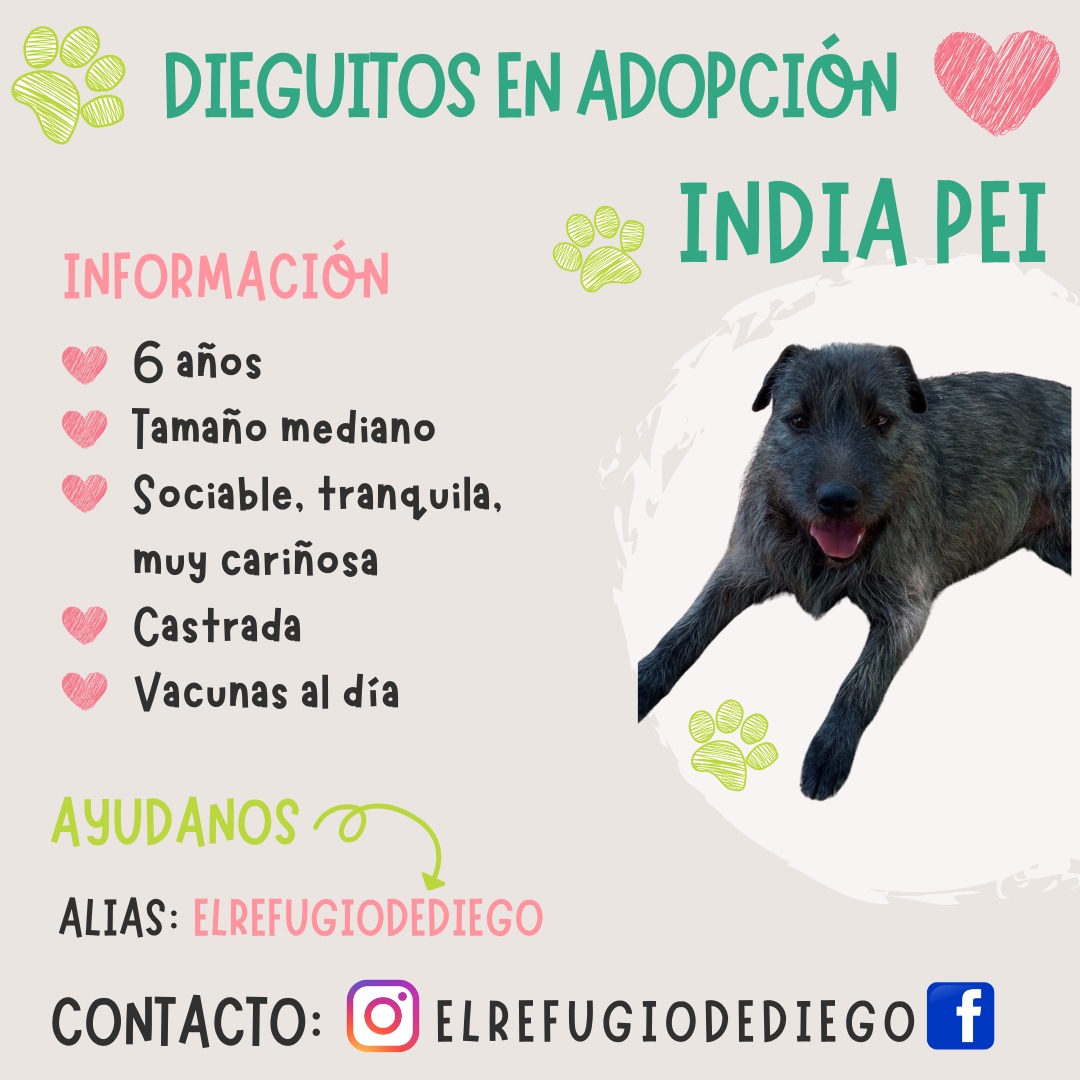 DIEGUITOS EN ADOPCIÓN
INDIA PEI
INFORMACIÓN
6 años
Tamaño mediano
Sociable, tranquila,
muy cariñosa
Castrada
Vacunas al día
AYUDANOS
ALIAS: ELREFUGIODEDIEGO
CONTACTO: ELREFUGIODEDIEGO f